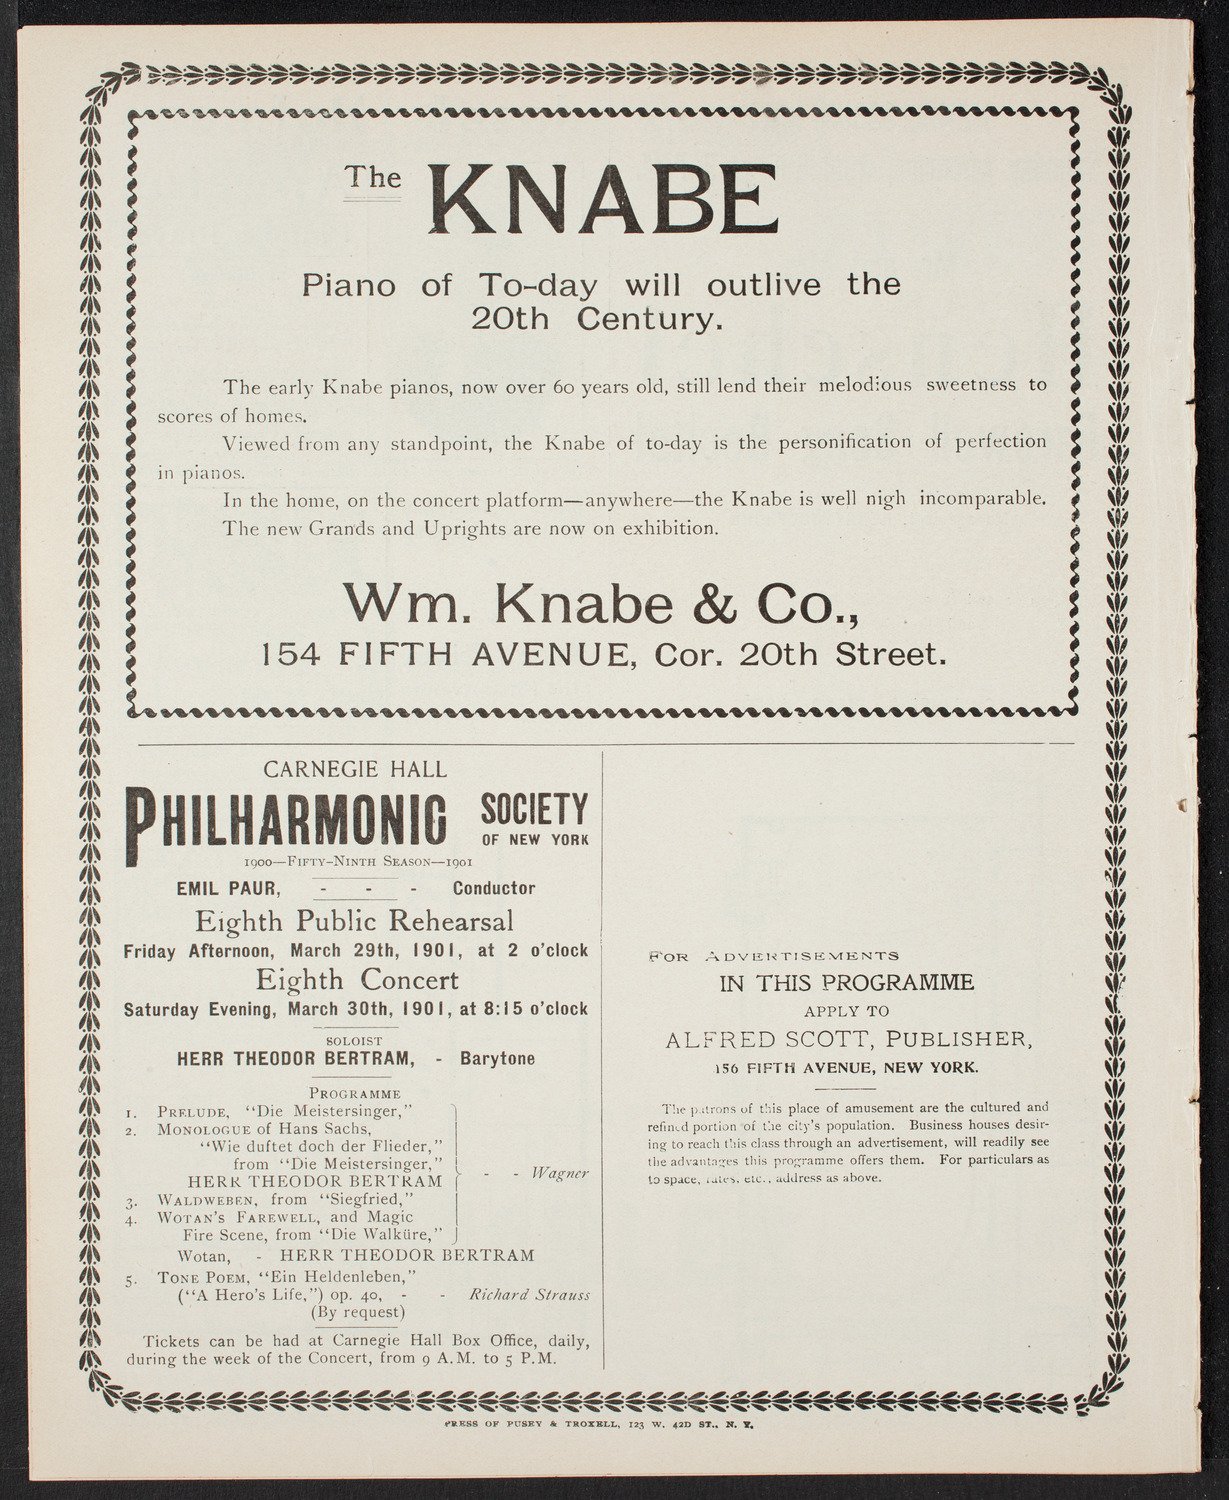 The KNABE
Piano of To-day will outlive the
20th Century.
The early Knabe pianos, now over 60 years old, still lend their melodious sweetness to
scores of homes.
Viewed from any standpoint, the Knabe of to-day is the personification of perfection
in pianos.
In the home, on the concert platform—anywhere—the Knabe is well nigh incomparable.
The new Grands and Uprights are now on exhibition.
Wm. Knabe & Co.,
154 FIFTH AVENUE, Cor. 20th Street.
CARNEGIE HALL
PHILHARMONIC SOCIETY
OF NEW YORK
1900—FIFTY-NINTH SEASON—1901
EMIL PAUR, - - - Conductor
Eighth Public Rehearsal
Friday Afternoon, March 29th, 1901, at 2 o'clock
Eighth Concert
Saturday Evening, March 30th, 1901, at 8:15 o'clock
SOLOIST
HERR THEODOR BERTRAM, - Barytone
PROGRAMME
1. PRELUDE, "Die Meistersinger,"
2. MONOLOGUE of Hans Sachs,
"Wie duftet doch der Flieder,"
from "Die Meistersinger,"
HERR THEODOR BERTRAM - - Wagner
3. WALDWEBEN, from "Siegfried,"
4. WOTAN'S FAREWELL, and Magic
Fire Scene, from "Die Walküre,"
Wotan, - HERR THEODOR BERTRAM
5. TONE POEM, "Ein Heldenleben,"
("A Hero's Life,") op. 40, - - Richard Strauss
(By request)
Tickets can be had at Carnegie Hall Box Office, daily,
during the week of the Concert, from 9 A.M. to 5 P.M.
FOR ADVERTISEMENTS
IN THIS PROGRAMME
APPLY TO
ALFRED SCOTT, PUBLISHER,
156 FIFTH AVENUE, NEW YORK.
The patrons of this place of amusement are the cultured and
refined portion of the city's population. Business houses desir-
ing to reach this class through an advertisement, will readily see
the advantages this programme offers them. For particulars as
to space, rates, etc., address as above.
PRESS OF PUSEY & TROXELL, 123 W. 42D ST., N. Y.